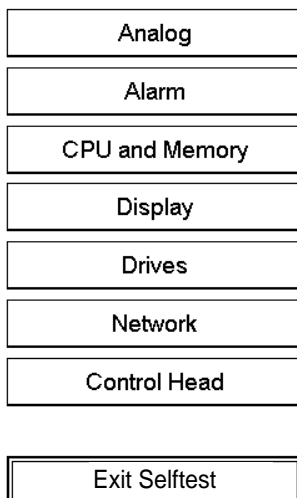 Analog
Alarm
CPU and Memory
Display
Drives
Network
Control Head
Exit Selftest